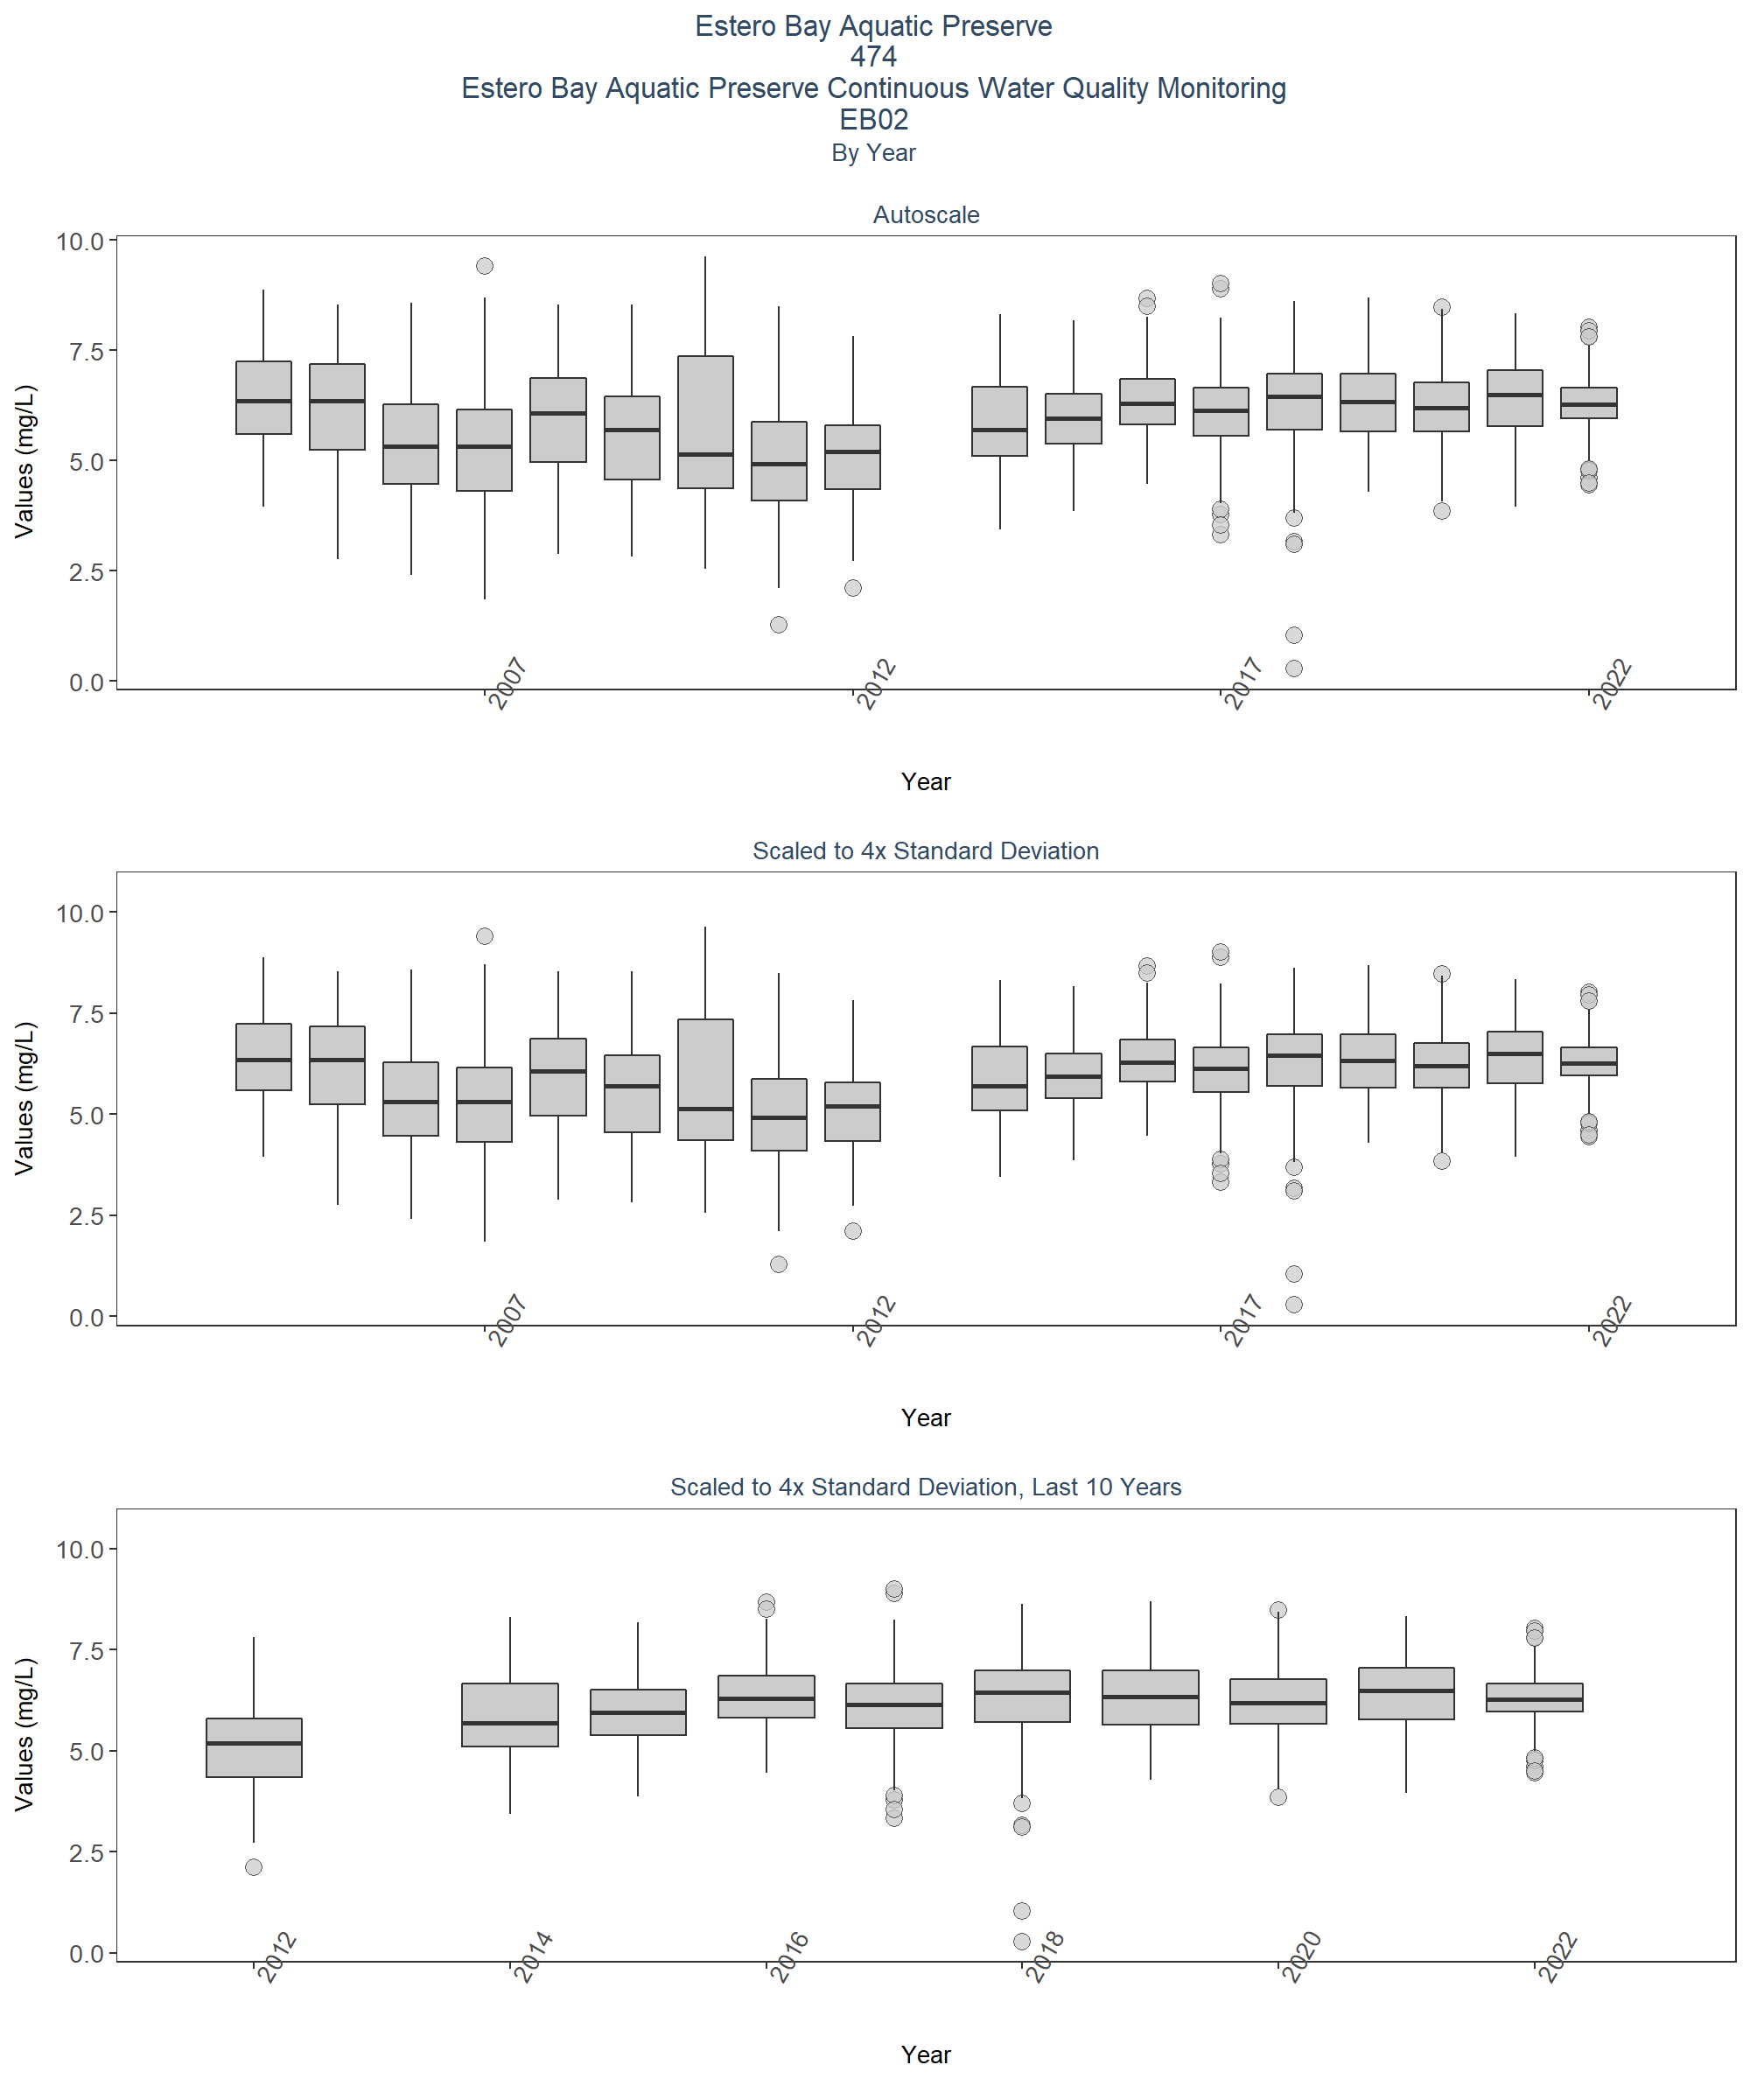 Estero Bay Aquatic Preserve
474
Estero Bay Aquatic Preserve Continuous Water Quality Monitoring
EB02
By Year
Autoscale
Values (mg/L)
10.0
7.5
5.0
2.5
0.0
2007 2012 2017 2022
Year
Scaled to 4x Standard Deviation
Values (mg/L)
10.0
7.5
5.0
2.5
0.0
2007 2012 2017 2022
Year
Scaled to 4x Standard Deviation, Last 10 Years
Values (mg/L)
10.0
7.5
5.0
2.5
0.0
2012 2014 2016 2018 2020 2022
Year